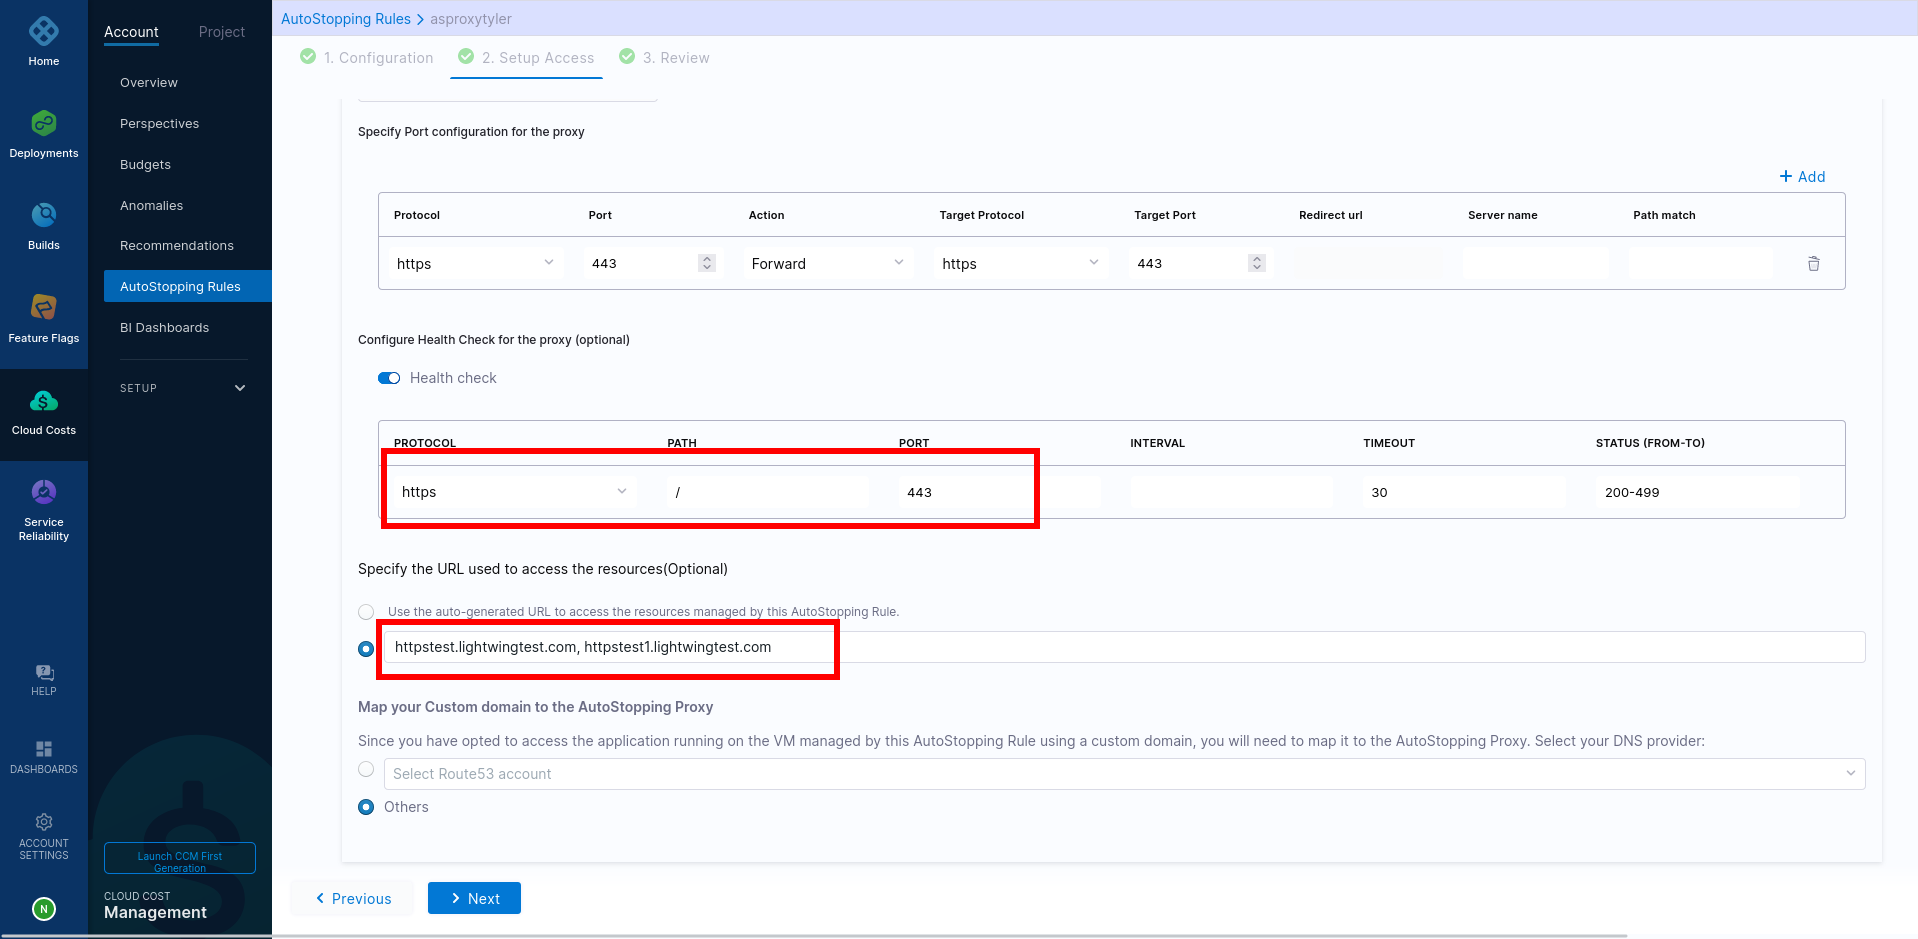 Home
Deployments
Builds
Feature Flags
Cloud Costs
Service
Reliability
HELP
DASHBOARDS
ACCOUNT
SETTINGS
N
Account Project
Overview
Perspectives
Budgets
Anomalies
Recommendations
AutoStopping Rules
BI Dashboards
SETUP
Launch CCM First
Generation
CLOUD COST
Management
AutoStopping Rules > asproxytyler
1. Configuration 2. Setup Access 3. Review
Specify Port configuration for the proxy
+ Add
Protocol Port Action Target Protocol Target Port Redirect url Server name Path match
https 443 Forward https 443
Configure Health Check for the proxy (optional)
Health check
PROTOCOL PATH PORT INTERVAL TIMEOUT STATUS (FROM-TO)
https / 443 30 200-499
Specify the URL used to access the resources(Optional)
Use the auto-generated URL to access the resources managed by this AutoStopping Rule.
httpstest.lightwingtest.com, httpstest1.lightwingtest.com
Map your Custom domain to the AutoStopping Proxy
Since you have opted to access the application running on the VM managed by this AutoStopping Rule using a custom domain, you will need to map it to the AutoStopping Proxy. Select your DNS provider:
Select Route53 account
Others
Previous Next